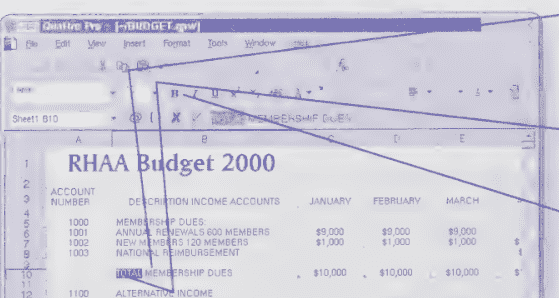 Quattro Pro - [~\BUDGET.qpw]
File Edit View Insert Format Tools Window
B I U
Sheet1 B10 MEMBERSHIP DUES
A B C D E
1 RHAA Budget 2000
2 ACCOUNT
3 NUMBER DESCRIPTION INCOME ACCOUNTS JANUARY FEBRUARY MARCH
4
5 1000 MEMBERSHIP DUES:
6 1001 ANNUAL RENEWALS 600 MEMBERS $9,000 $9,000 $9,000
7 1002 NEW MEMBERS 120 MEMBERS $1,000 $1,000 $1,000 $
8 1003 NATIONAL REIMBURSEMENT $
9
10 TOTAL MEMBERSHIP DUES $10,000 $10,000 $10,000 $
12 1100 ALTERNATIVE INCOME